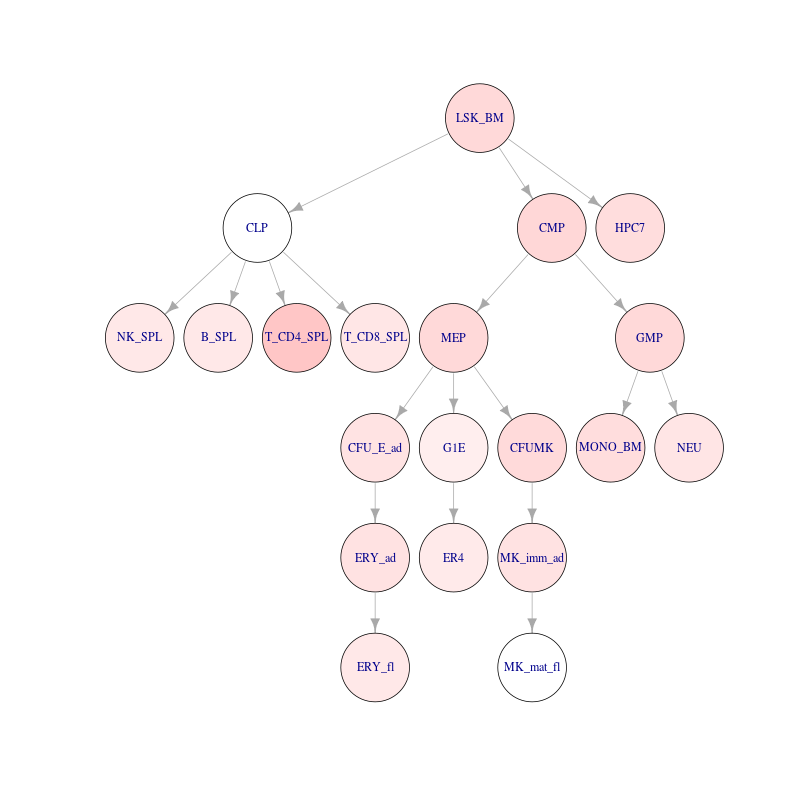 LSK_BM
CLP
CMP
HPC7
NK_SPL
B_SPL
T_CD4_SPL
T_CD8_SPL
MEP
GMP
CFU_E_ad
G1E
CFUMK
MONO_BM
NEU
ERY_ad
ER4
MK_imm_ad
ERY_fl
MK_mat_fl